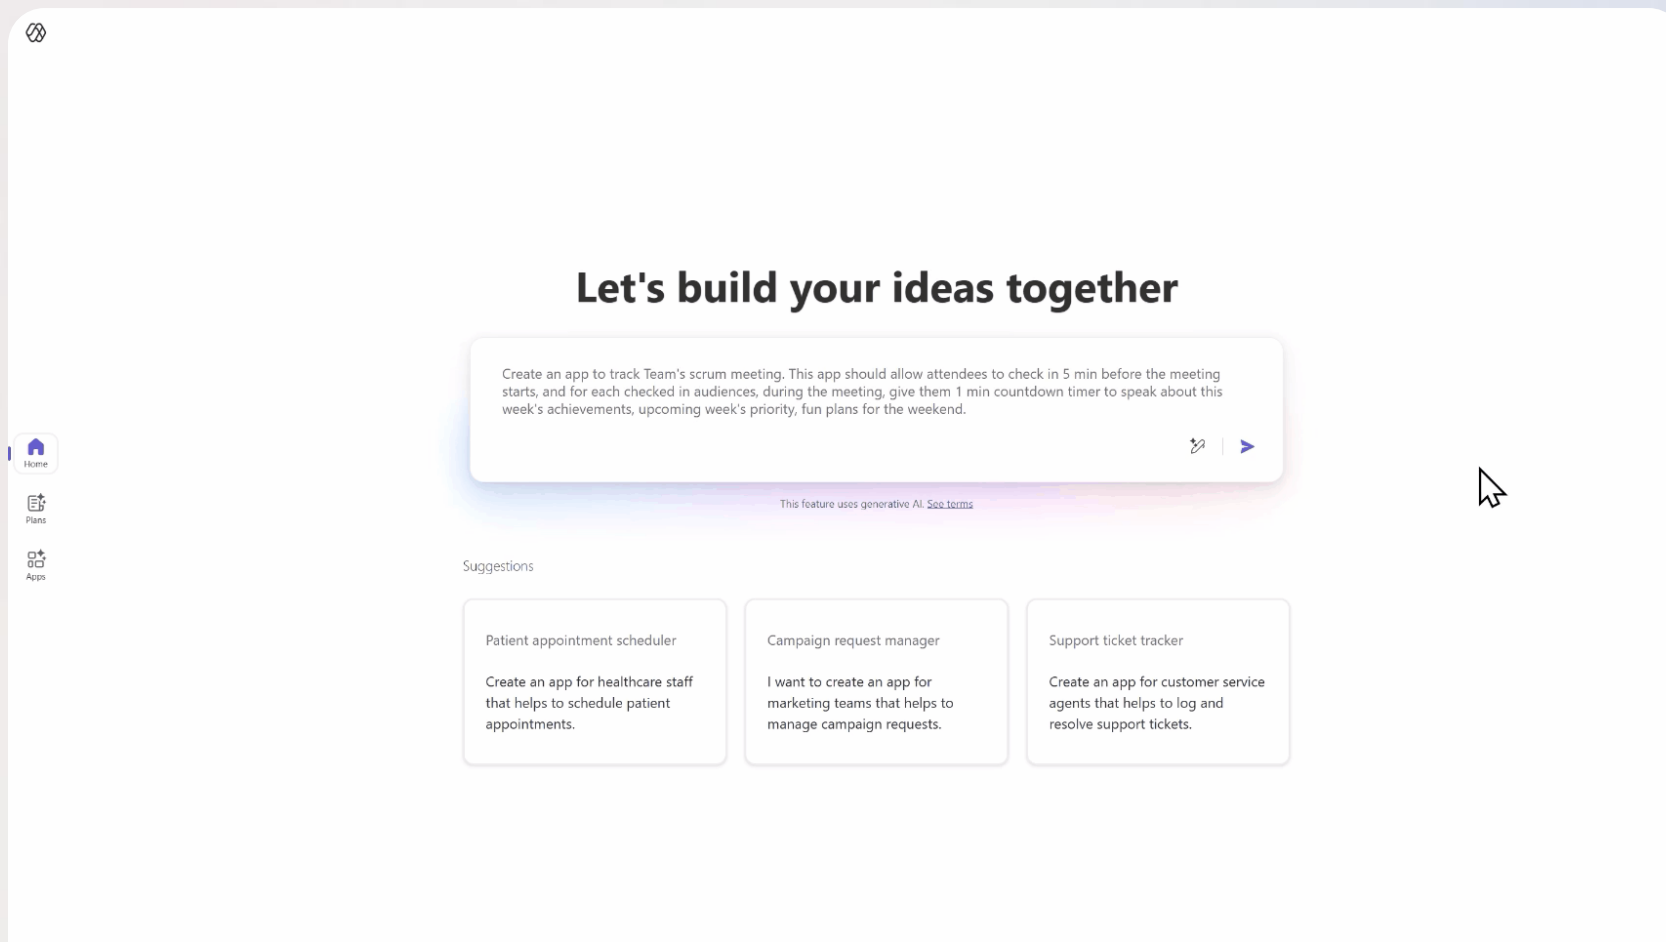 Let's build your ideas together
Create an app to track Team's scrum meeting. This app should allow attendees to check in 5 min before the meeting
starts, and for each checked in audiences, during the meeting, give them 1 min countdown timer to speak about this
week's achievements, upcoming week's priority, fun plans for the weekend.
This feature uses generative AI. See terms
Home
Plans
Apps
Suggestions
Patient appointment scheduler
Create an app for healthcare staff
that helps to schedule patient
appointments.
Campaign request manager
I want to create an app for
marketing teams that helps to
manage campaign requests.
Support ticket tracker
Create an app for customer service
agents that helps to log and
resolve support tickets.